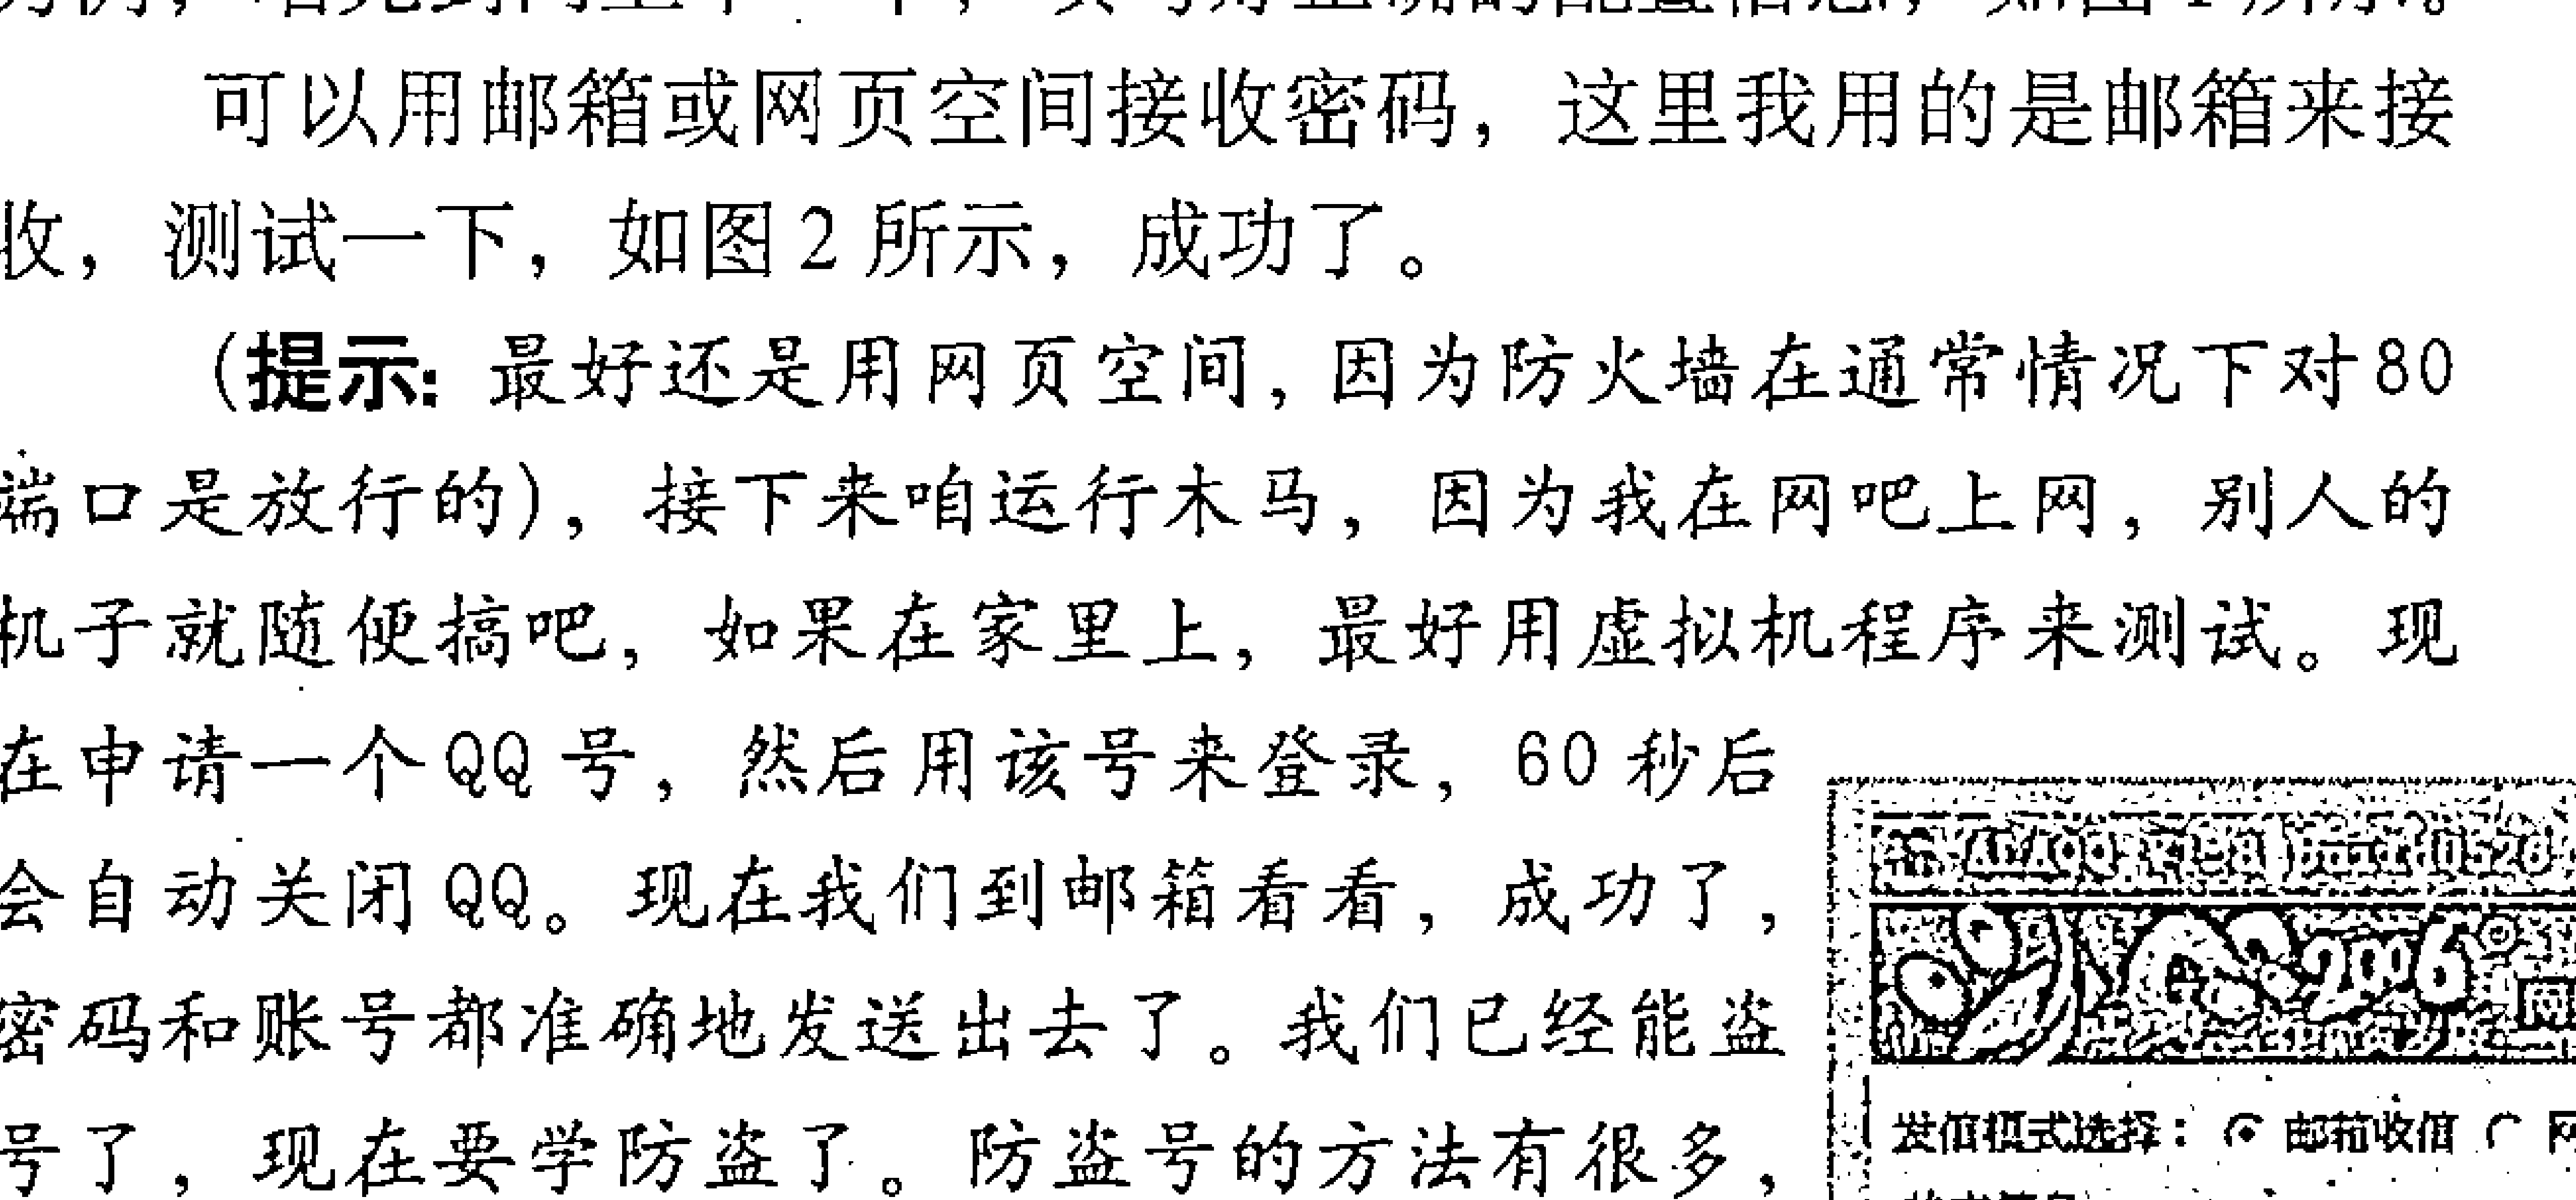 可以用邮箱或网页空间接收密码，这里我用的是邮箱来接
收，测试一下，如图2所示，成功了。
（提示：最好还是用网页空间，因为防火墙在通常情况下对80
端口是放行的），接下来咱运行木马，因为我在网吧上网，别人的
机子就随便搞吧，如果在家里上，最好用虚拟机程序来测试。现
在申请一个QQ号，然后用该号来登录，60秒后
会自动关闭QQ。现在我们到邮箱看看，成功了，
密码和账号都准确地发送出去了。我们已经能盗
号了，现在要学防盗了。防盗号的方法有很多，
2006
网
发信模式选择：邮箱收信